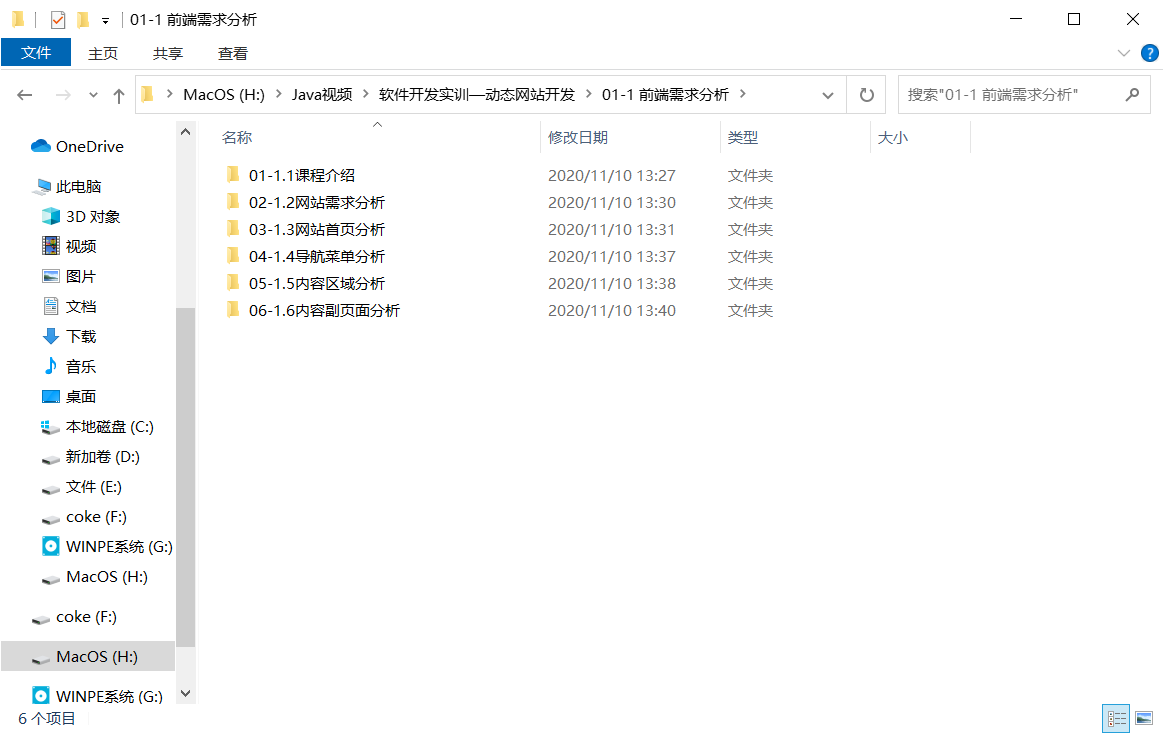 01-1 前端需求分析
文件 主页 共享 查看
MacOS (H:) Java视频 软件开发实训—动态网站开发 01-1 前端需求分析 搜索"01-1 前端需求分析"
名称 修改日期 类型 大小
01-1.1课程介绍 2020/11/10 13:27 文件夹
02-1.2网站需求分析 2020/11/10 13:30 文件夹
03-1.3网站首页分析 2020/11/10 13:31 文件夹
04-1.4导航菜单分析 2020/11/10 13:37 文件夹
05-1.5内容区域分析 2020/11/10 13:38 文件夹
06-1.6内容副页面分析 2020/11/10 13:40 文件夹
OneDrive
此电脑
3D 对象
视频
图片
文档
下载
音乐
桌面
本地磁盘 (C:)
新加卷 (D:)
文件 (E:)
coke (F:)
WINPE系统 (G:)
MacOS (H:)
coke (F:)
MacOS (H:)
WINPE系统 (G:)
6 个项目